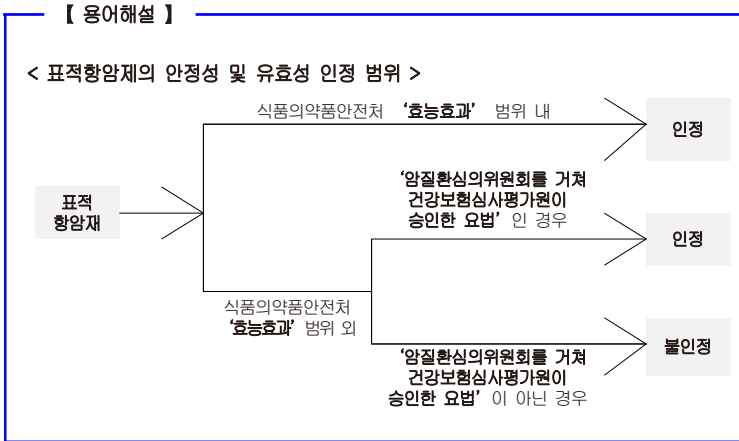 【 용어해설 】
< 표적항암제의 안정성 및 유효성 인정 범위 >
식품의약품안전처 ‘효능효과’ 범위 내
인정
표적
항암재
‘암질환심의위원회를 거쳐
건강보험심사평가원이
승인한 요법’ 인 경우
인정
식품의약품안전처
‘효능효과’ 범위 외
‘암질환심의위원회를 거쳐
건강보험심사평가원이
승인한 요법’ 이 아닌 경우
불인정